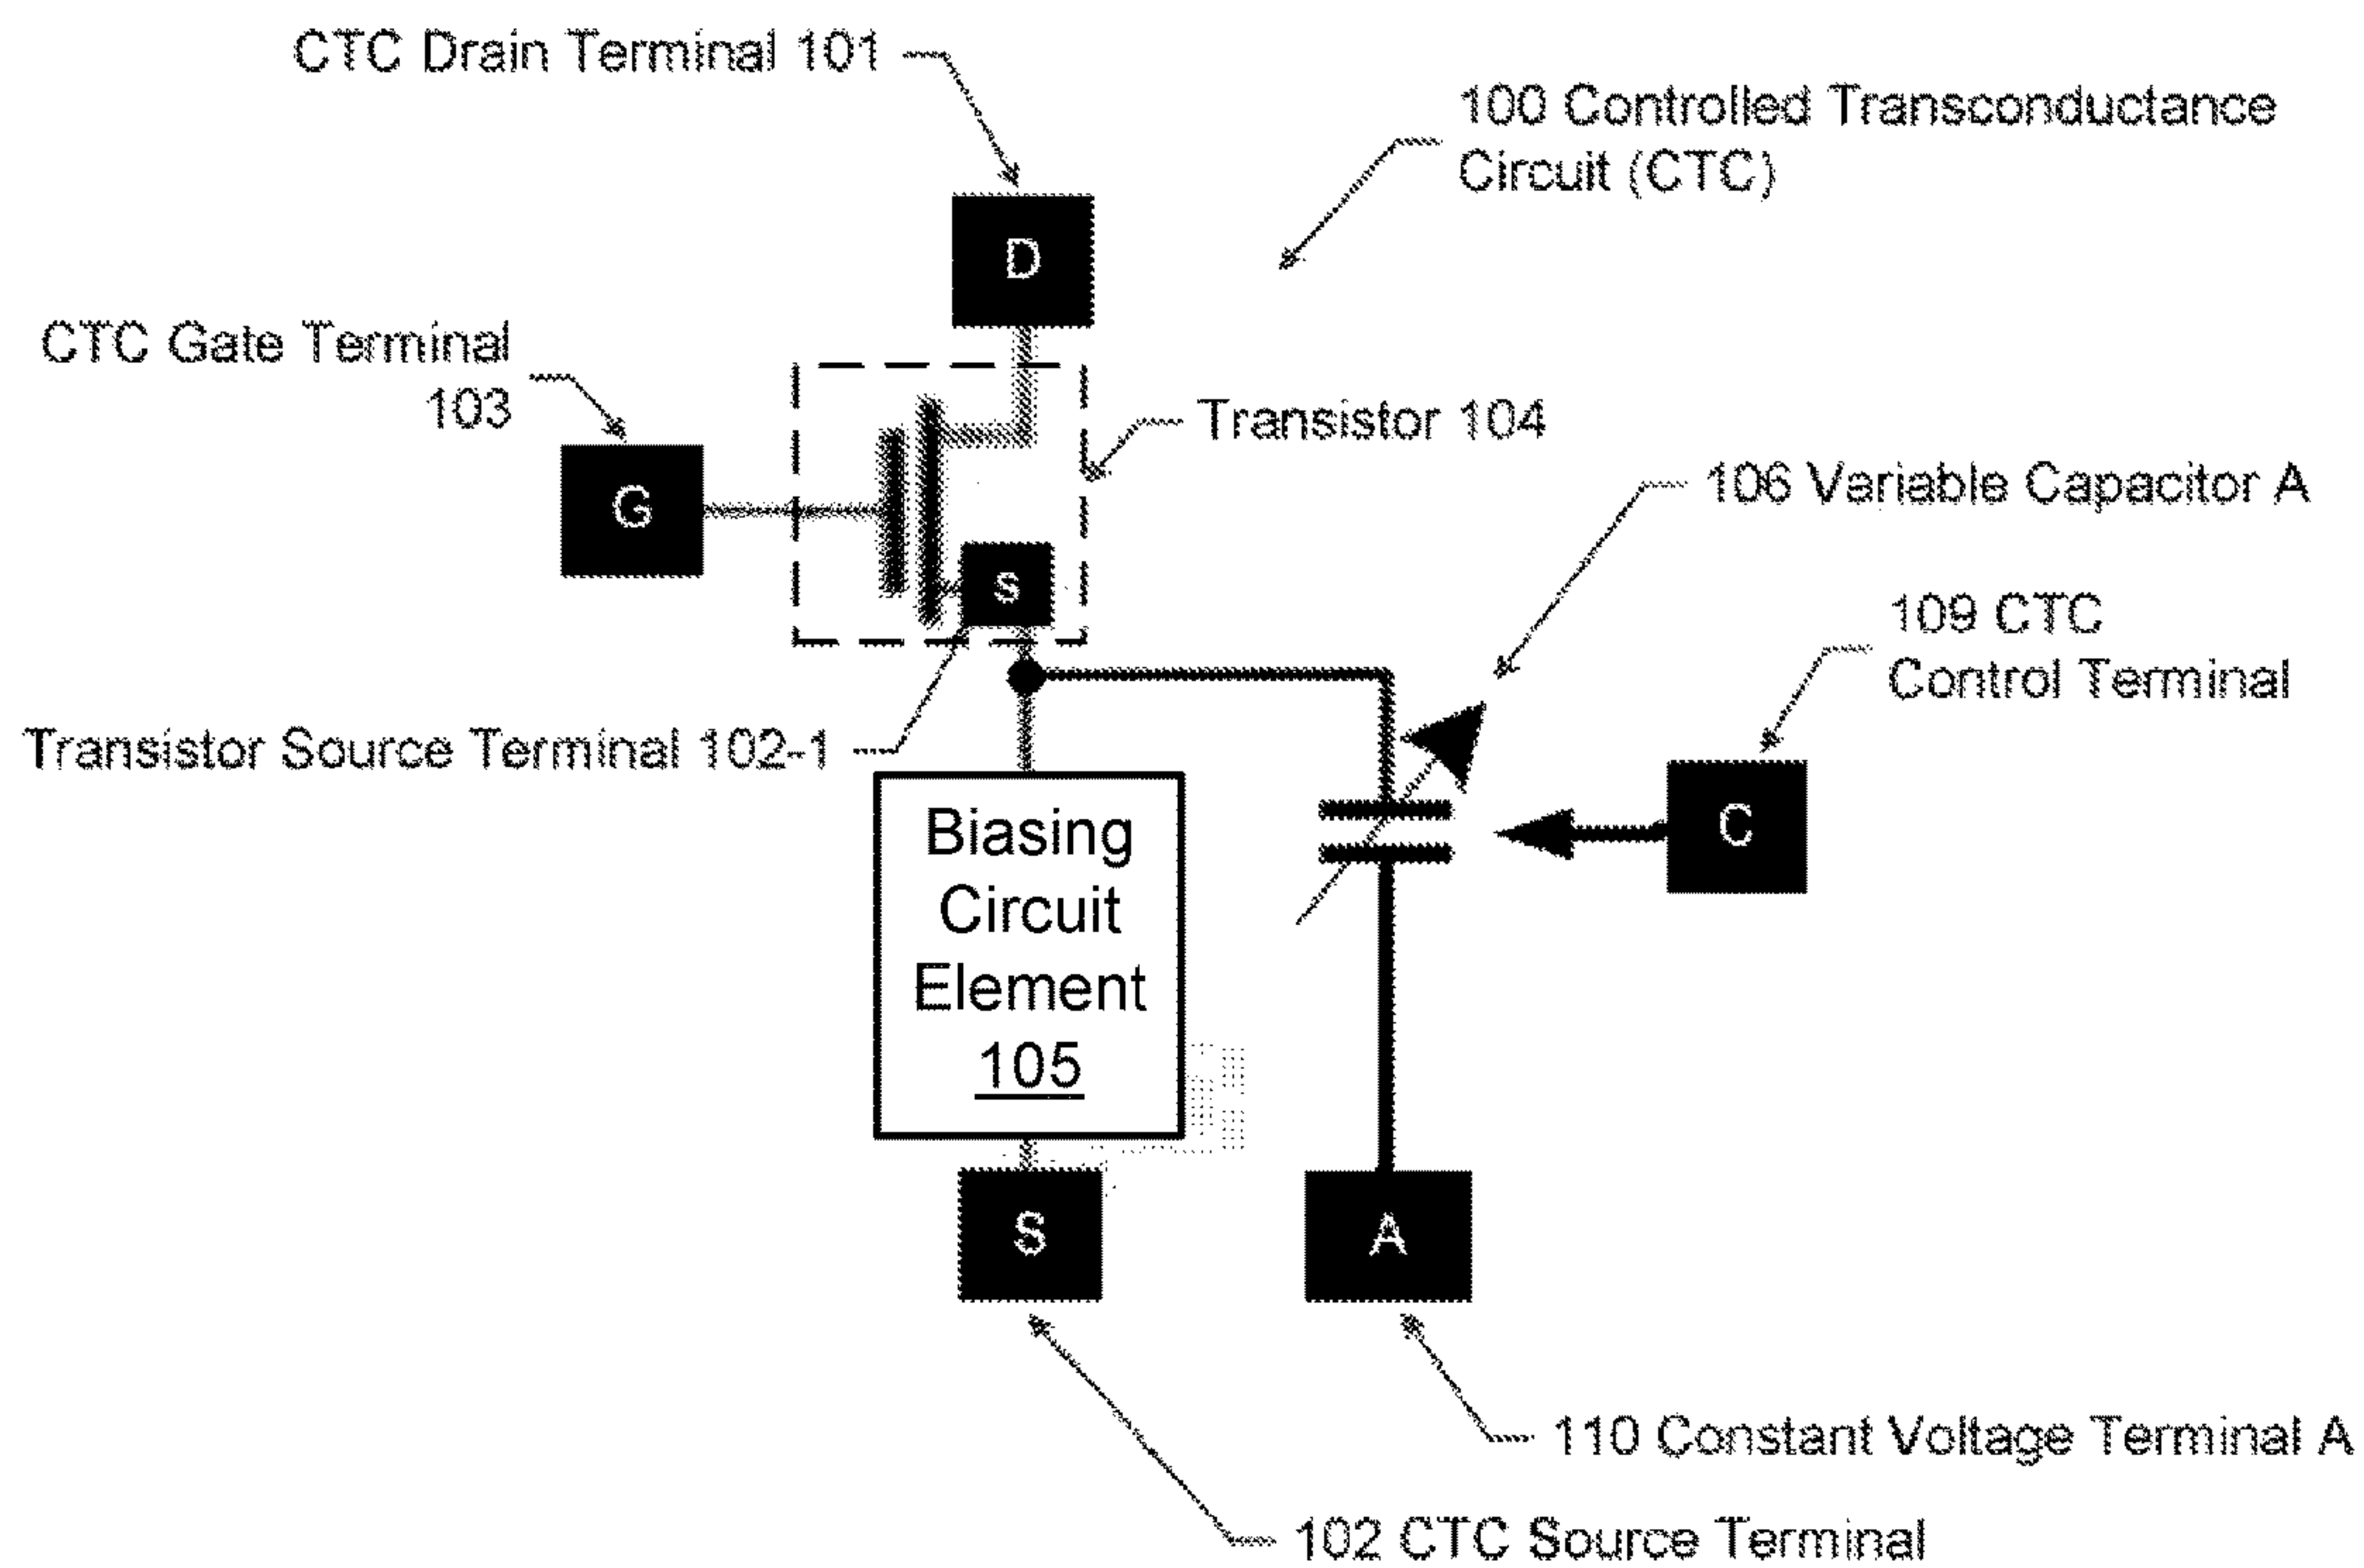 CTC Drain Terminal 101
100 Controlled Transconductance
Circuit (CTC)
D
CTC Gate Terminal
103
Transistor 104
G
106 Variable Capacitor A
s
109 CTC
Control Terminal
Transistor Source Terminal 102-1
C
Biasing
Circuit
Element
105
S
A
110 Constant Voltage Terminal A
102 CTC Source Terminal